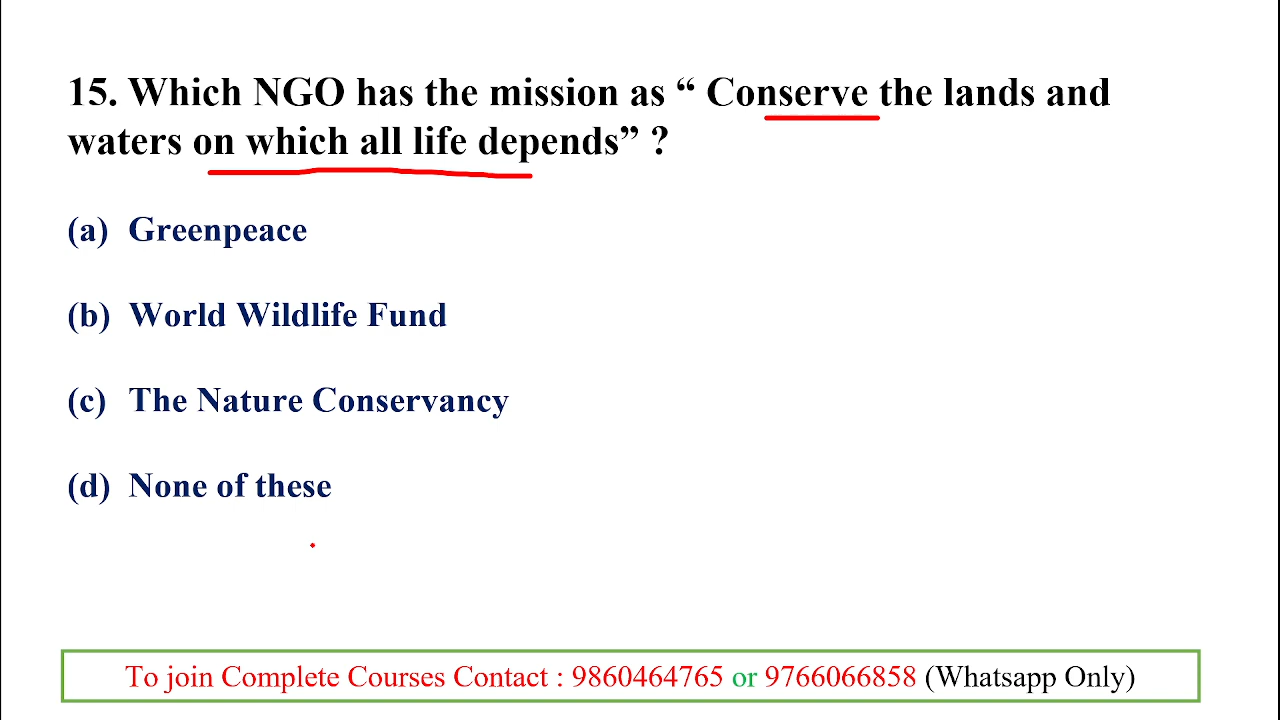 15. Which NGO has the mission as “ Conserve the lands and
waters on which all life depends” ?
(a) Greenpeace
(b) World Wildlife Fund
(c) The Nature Conservancy
(d) None of these
To join Complete Courses Contact : 9860464765 or 9766066858 (Whatsapp Only)